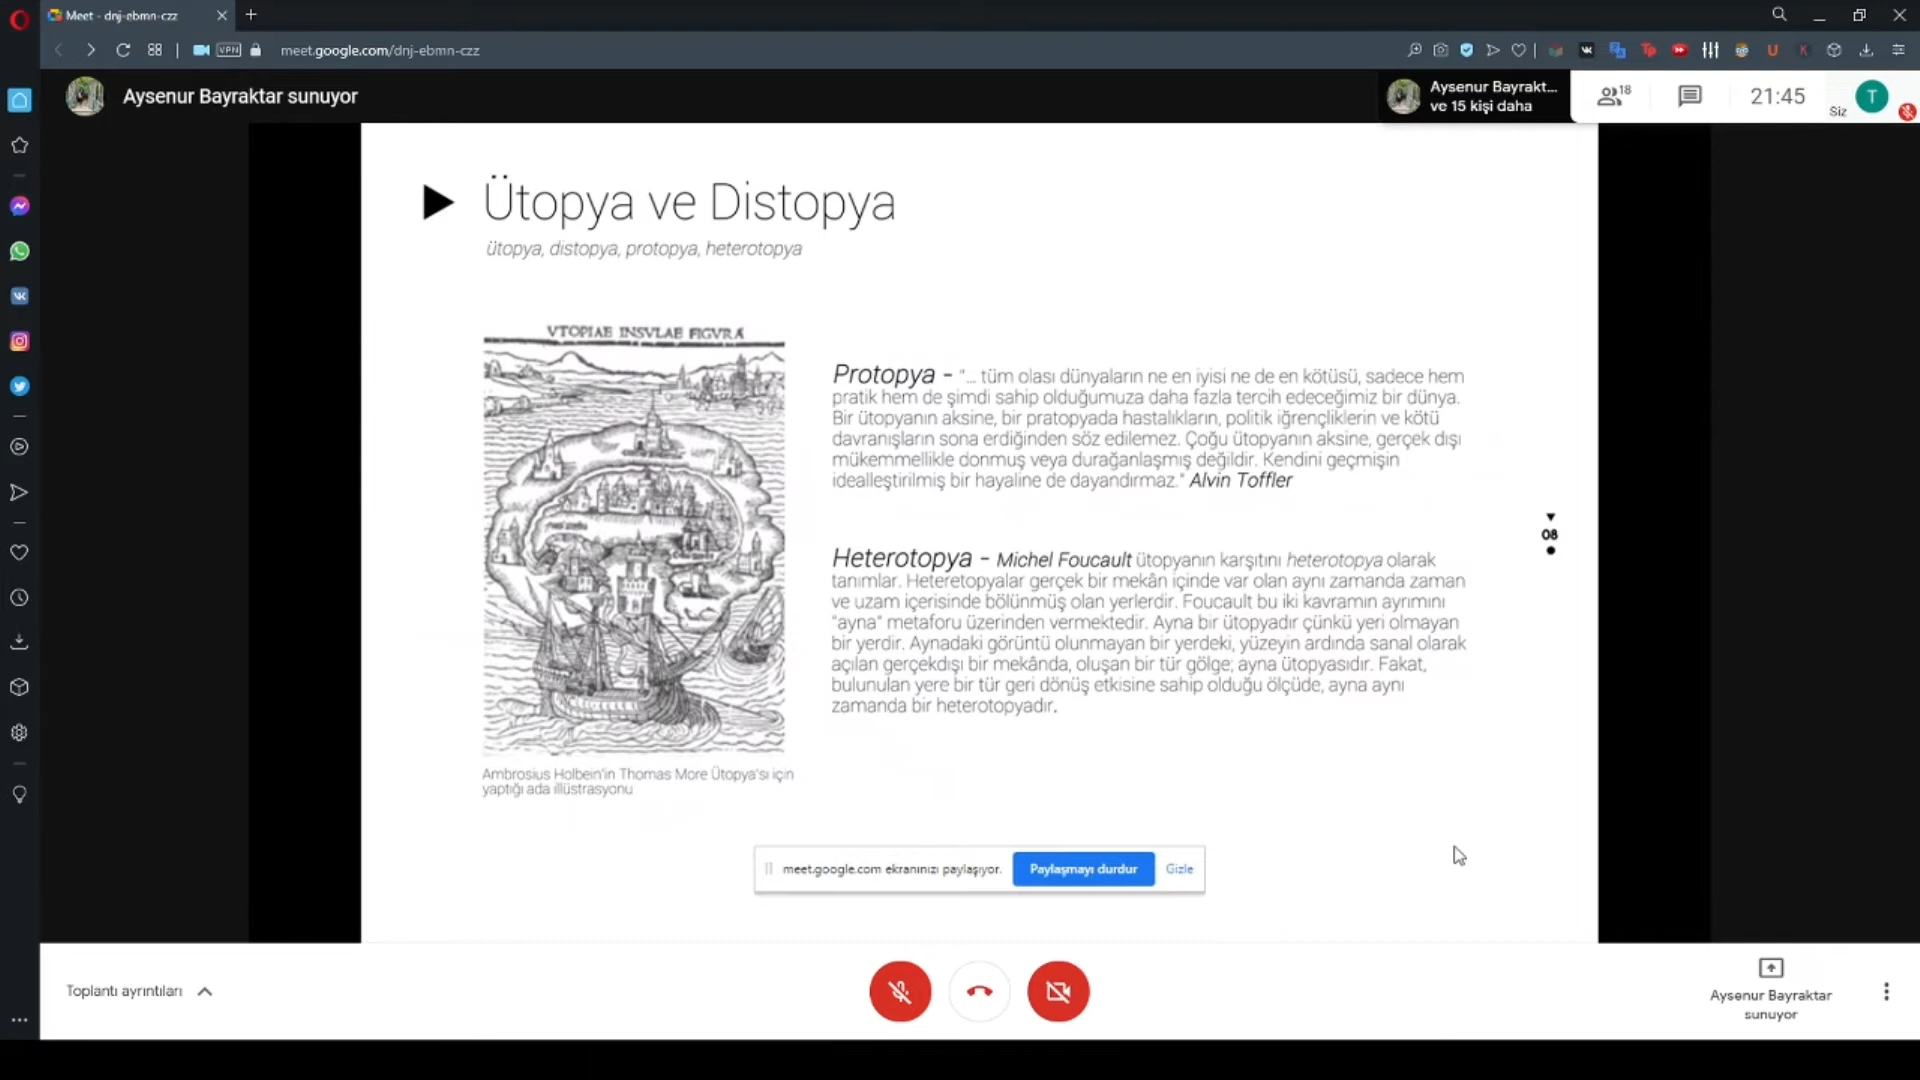 Meet - dnj-ebmn-czz
VPN
meet.google.com/dnj-ebmn-czz
Aysenur Bayraktar sunuyor
Aysenur Bayrakt...
ve 15 kişi daha
18
21:45
Siz
T
Ütopya ve Distopya
ütopya, distopya, protopya, heterotopya
VTOPIAE INSVLAE FIGVRA
Protopya - "... tüm olası dünyaların ne en iyisi ne de en kötüsü, sadece hem
pratik hem de şimdi sahip olduğumuza daha fazla tercih edeceğimiz bir dünya.
Bir ütopyanın aksine, bir pratopyada hastalıkların, politik iğrençliklerin ve kötü
davranışların sona erdiğinden söz edilemez. Çoğu ütopyanın aksine, gerçek dışı
mükemmellikle donmuş veya durağanlaşmış değildir. Kendini geçmişin
idealleştirilmiş bir hayaline de dayandırmaz." Alvin Toffler
Heterotopya - Michel Foucault ütopyanın karşıtını heterotopya olarak
tanımlar. Heteretopyalar gerçek bir mekân içinde var olan aynı zamanda zaman
ve uzam içerisinde bölünmüş olan yerlerdir. Foucault bu iki kavramın ayrımını
"ayna" metaforu üzerinden vermektedir. Ayna bir ütopyadır çünkü yeri olmayan
bir yerdir. Aynadaki görüntü olunmayan bir yerdeki, yüzeyin ardında sanal olarak
açılan gerçekdışı bir mekânda, oluşan bir tür gölge; ayna ütopyasıdır. Fakat,
bulunulan yere bir tür geri dönüş etkisine sahip olduğu ölçüde, ayna aynı
zamanda bir heterotopyadır.
08
Ambrosius Holbein'in Thomas More Ütopya'sı için
yaptığı ada illüstrasyonu
meet.google.com ekranınızı paylaşıyor.
Paylaşmayı durdur
Gizle
Toplantı ayrıntıları
Aysenur Bayraktar
sunuyor